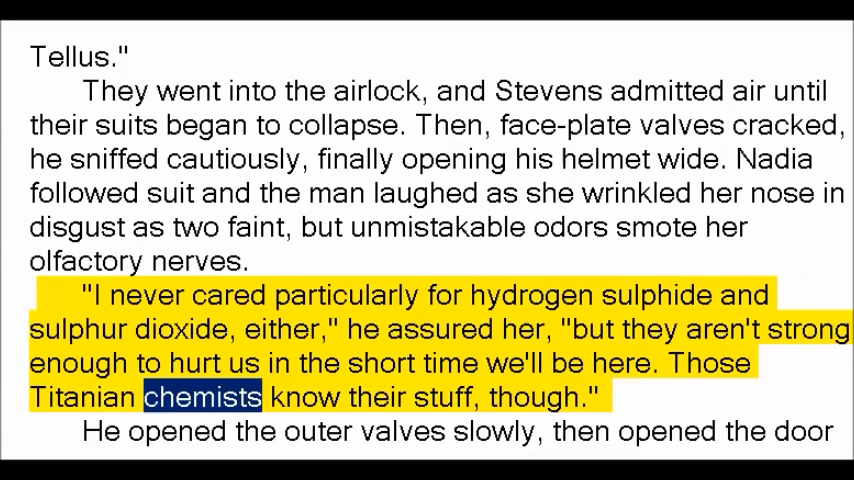 Tellus."
They went into the airlock, and Stevens admitted air until
their suits began to collapse. Then, face-plate valves cracked,
he sniffed cautiously, finally opening his helmet wide. Nadia
followed suit and the man laughed as she wrinkled her nose in
disgust as two faint, but unmistakable odors smote her
olfactory nerves.
"I never cared particularly for hydrogen sulphide and
sulphur dioxide, either," he assured her, "but they aren't strong
enough to hurt us in the short time we'll be here. Those
Titanian chemists know their stuff, though."
He opened the outer valves slowly, then opened the door